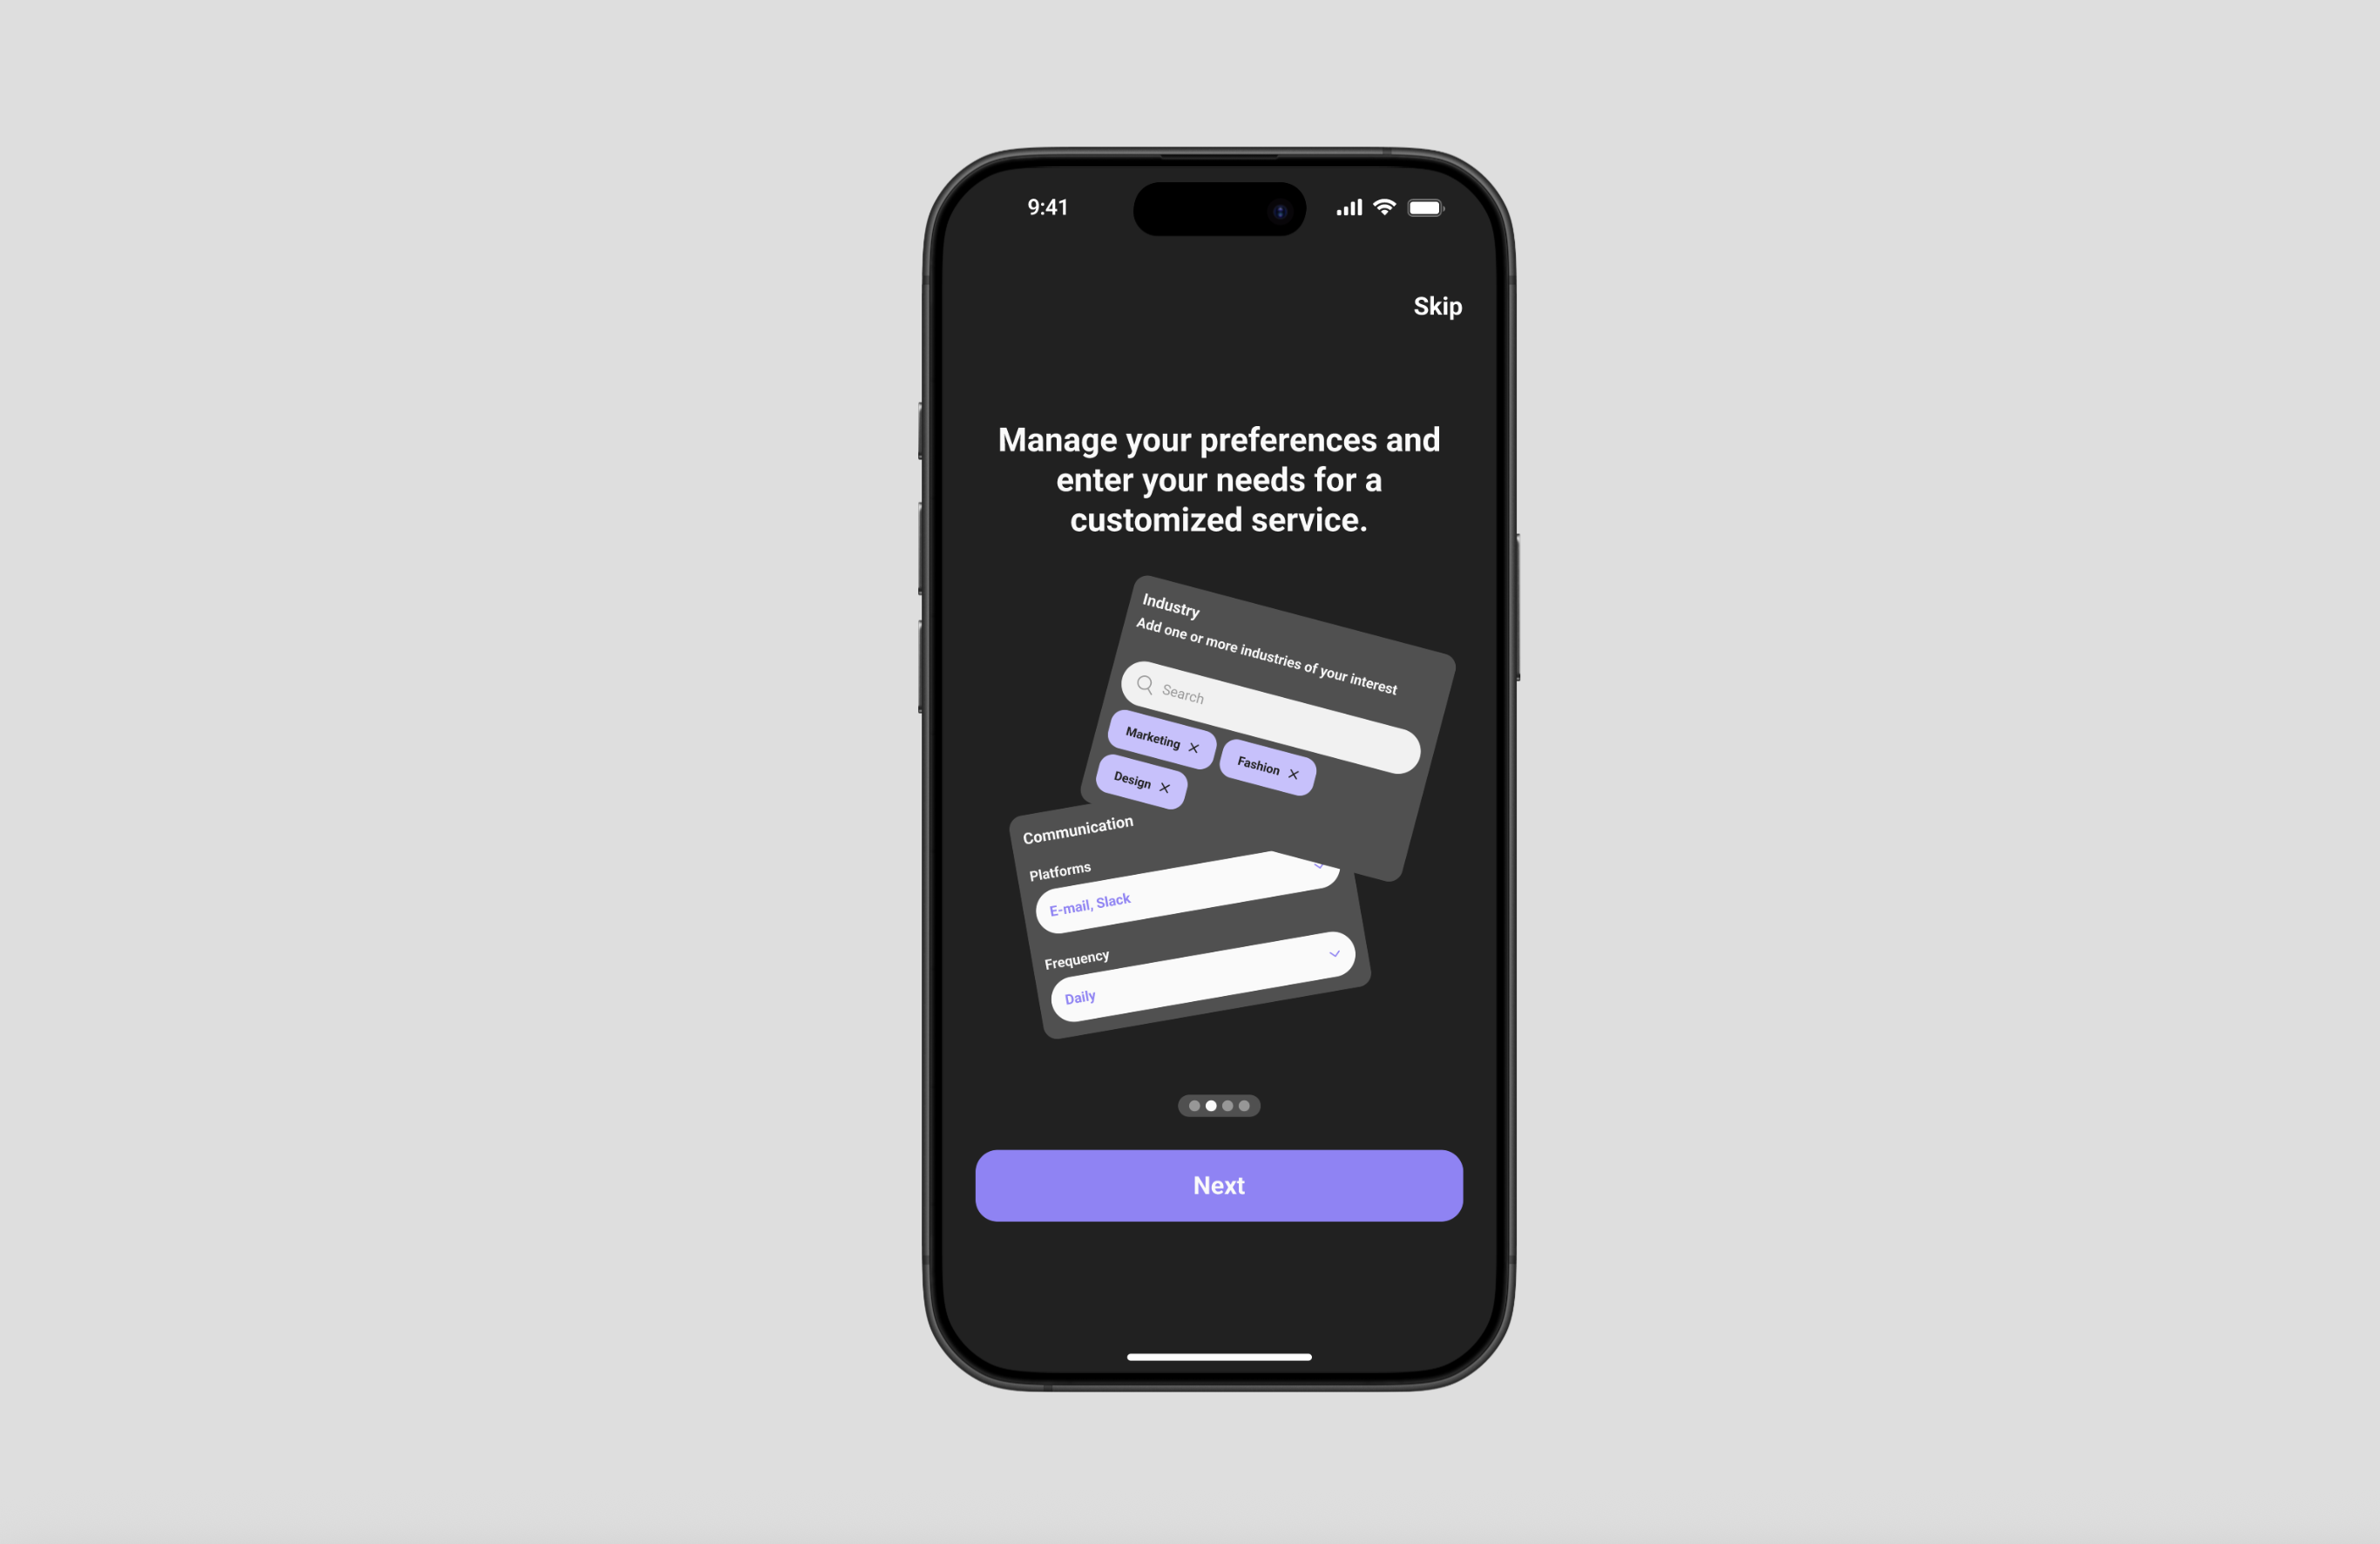 9:41
Skip
Manage your preferences and
enter your needs for a
customized service.
Industry
Add one or more industries of your interest
Search
Marketing
Fashion
Design
Communication
Platforms
E-mail, Slack
Frequency
Daily
Next